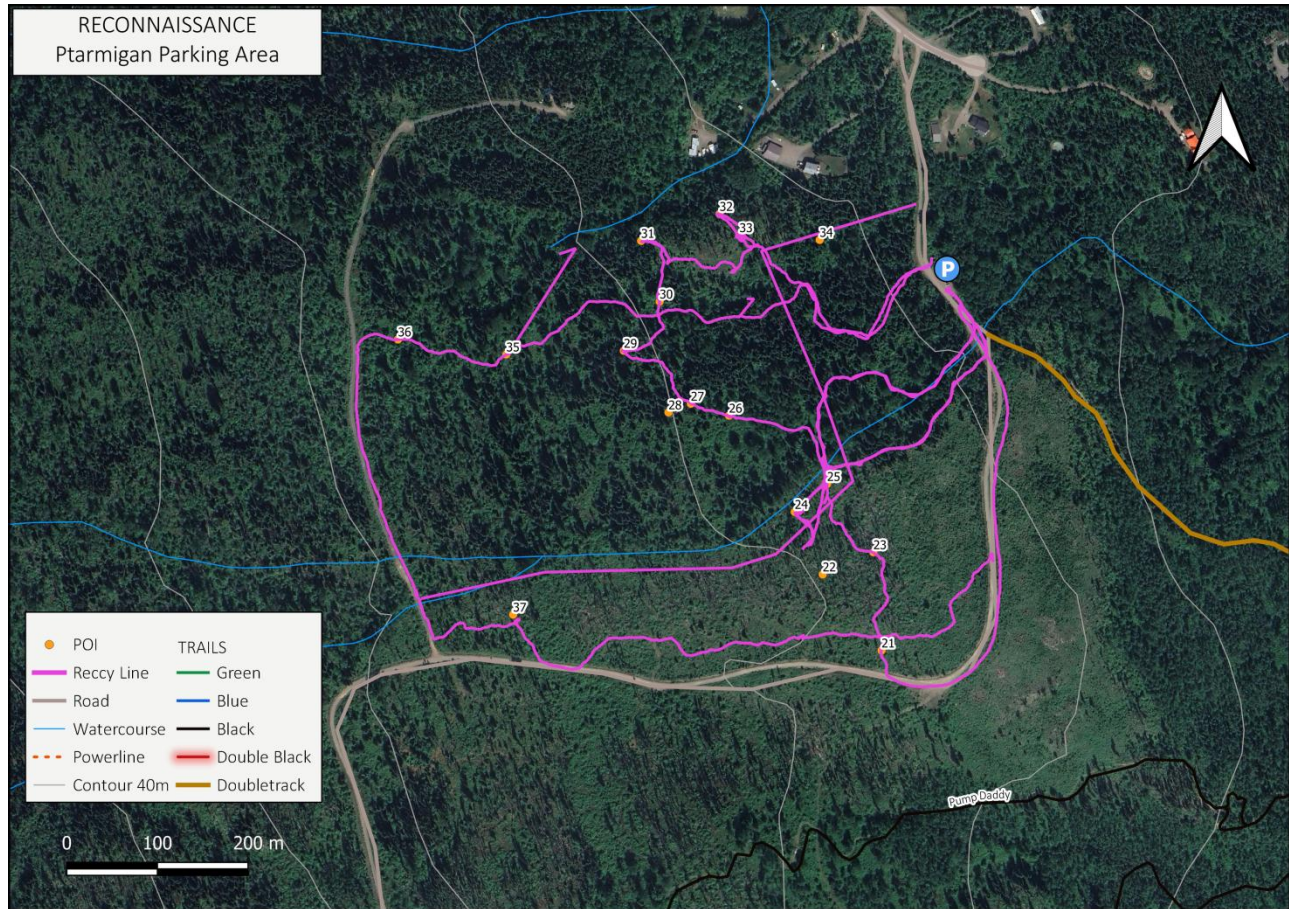 RECONNAISSANCE
Ptarmigan Parking Area
P
32
33
31
34
30
36
35
29
27
28
26
25
24
23
22
37
21
POI
Reccy Line
Road
Watercourse
Powerline
Contour 40m
TRAILS
Green
Blue
Black
Double Black
Doubletrack
Pump Daddy
0 100 200 m